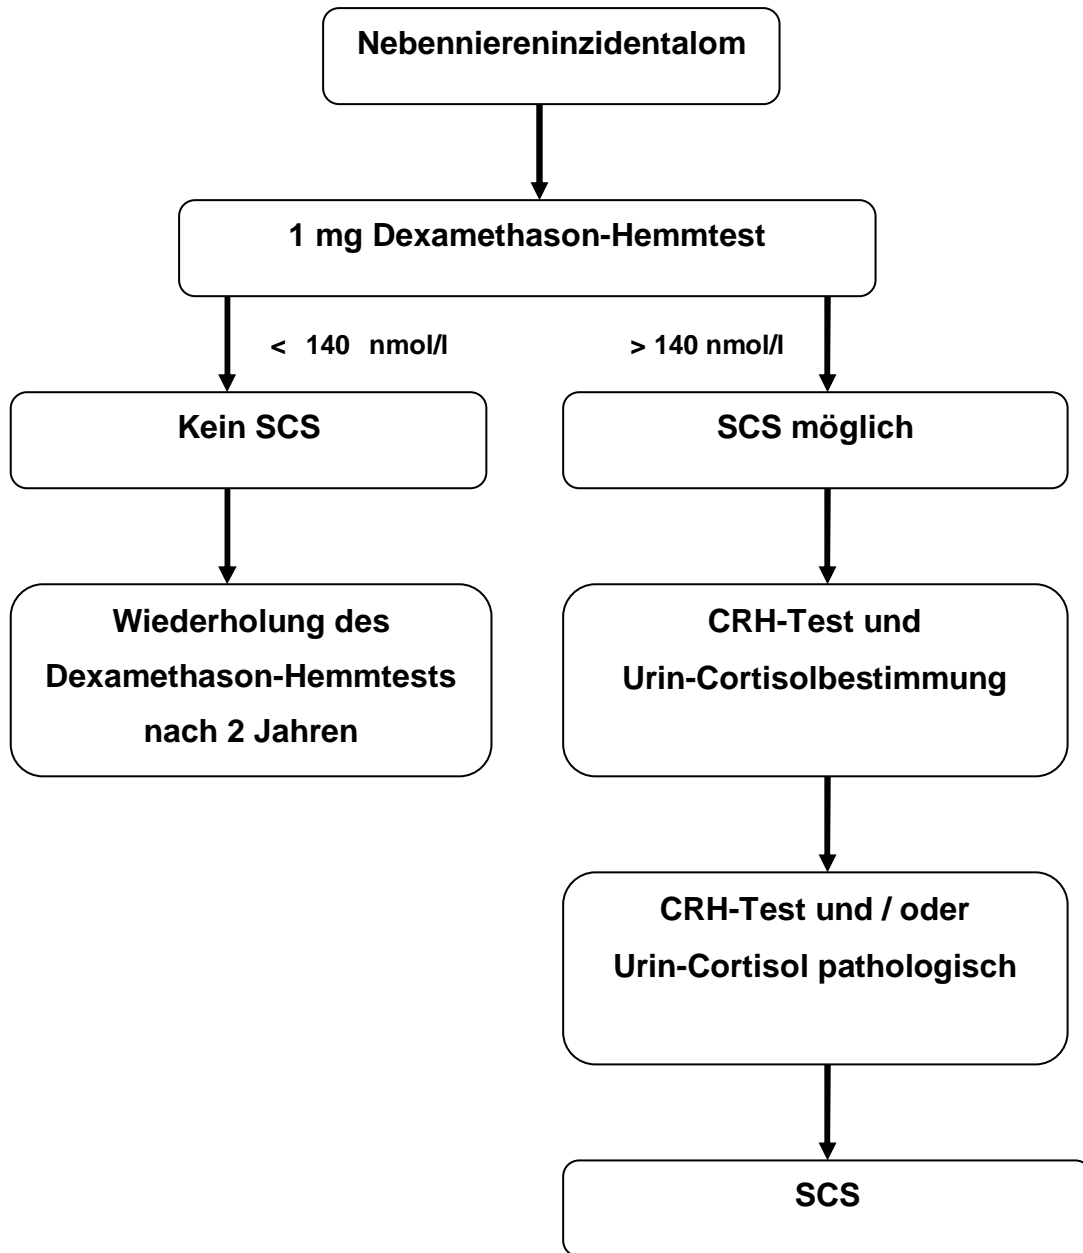 Nebenniereninzidentalom
1 mg Dexamethason-Hemmtest
< 140 nmol/l
> 140 nmol/l
Kein SCS
SCS möglich
Wiederholung des
Dexamethason-Hemmtests
nach 2 Jahren
CRH-Test und
Urin-Cortisolbestimmung
CRH-Test und / oder
Urin-Cortisol pathologisch
SCS